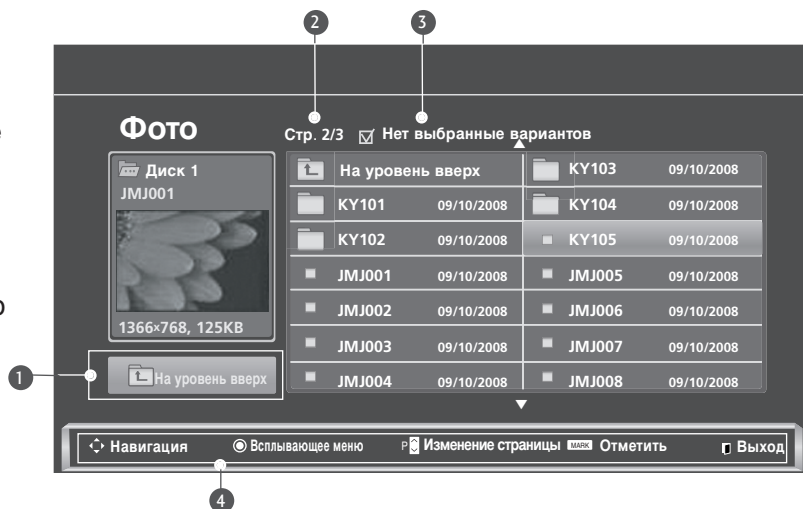 2 3
е
Фото
Стр. 2/3 Нет выбранные вариантов
Диск 1
JMJ001
1366×768, 125KB
На уровень вверх
На уровень вверх
KY101 09/10/2008
KY102 09/10/2008
JMJ001 09/10/2008
JMJ002 09/10/2008
JMJ003 09/10/2008
JMJ004 09/10/2008
KY103 09/10/2008
KY104 09/10/2008
KY105 09/10/2008
JMJ005 09/10/2008
JMJ006 09/10/2008
JMJ007 09/10/2008
JMJ008 09/10/2008
о
1
Навигация Всплывающее меню P Изменение страницы MARK Отметить Выход
4